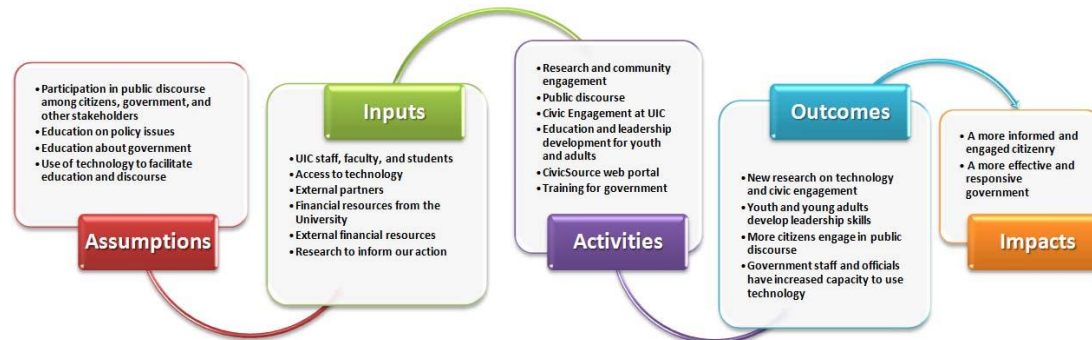 • Participation in public discourse
among citizens, government, and
other stakeholders
• Education on policy issues
• Education about government
• Use of technology to facilitate
education and discourse
Assumptions
Inputs
• UIC staff, faculty, and students
• Access to technology
• External partners
• Financial resources from the
University
• External financial resources
• Research to inform our action
• Research and community
engagement
• Public discourse
• Civic Engagement at UIC
• Education and leadership
development for youth
and adults
• CivicSource web portal
• Training for government
Activities
Outcomes
• New research on technology
and civic engagement
• Youth and young adults
develop leadership skills
• More citizens engage in public
discourse
• Government staff and officials
have increased capacity to use
technology
• A more informed and
engaged citizenry
• A more effective and
responsive
government
Impacts